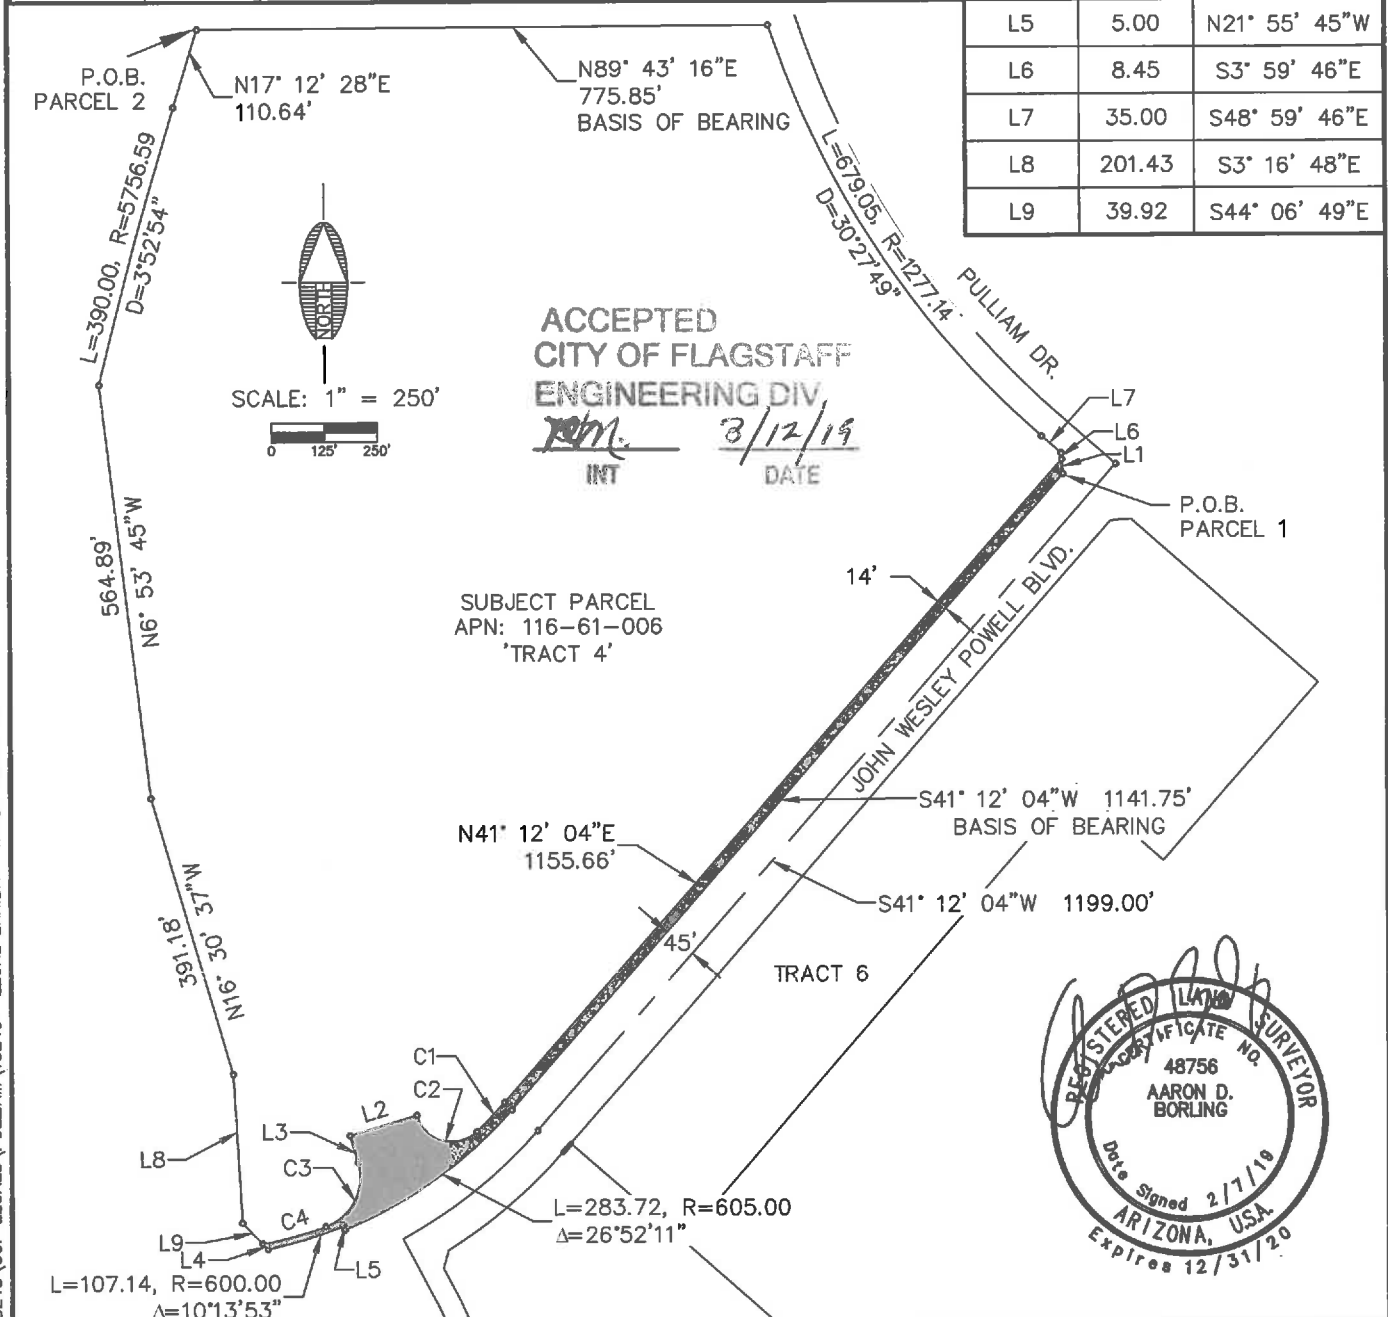 L5 5.00 N21° 55' 45"W
L6 8.45 S3° 59' 46"E
L7 35.00 S48° 59' 46"E
L8 201.43 S3° 16' 48"E
L9 39.92 S44° 06' 49"E
P.O.B.
PARCEL 2
N17° 12' 28"E
110.64'
N89° 43' 16"E
775.85'
BASIS OF BEARING
L=390.00, R=5756.59
D=3°52'54"
L=679.05, R=1277.14
D=30°27'49"
PULLIAM DR.
NORTH
SCALE: 1" = 250'
0 125' 250'
ACCEPTED
CITY OF FLAGSTAFF
ENGINEERING DIV.
3/12/19
INT DATE
L7
L6
L1
P.O.B.
PARCEL 1
564.89'
N6° 53' 45"W
SUBJECT PARCEL
APN: 116-61-006
'TRACT 4'
14'
JOHN WESLEY POWELL BLVD.
S41° 12' 04"W 1141.75'
BASIS OF BEARING
N41° 12' 04"E
1155.66'
S41° 12' 04"W 1199.00'
45'
TRACT 6
391.18'
N16° 30' 37"W
C1
C2
L2
L3
L8
C3
C4
L9
L4
L5
L=283.72, R=605.00
Δ=26°52'11"
L=107.14, R=600.00
Δ=10°13'53"
REGISTERED LAND SURVEYOR
CERTIFICATE NO.
48756
AARON D.
BORLING
Date Signed 2/7/19
ARIZONA, U.S.A.
Expires 12/31/20